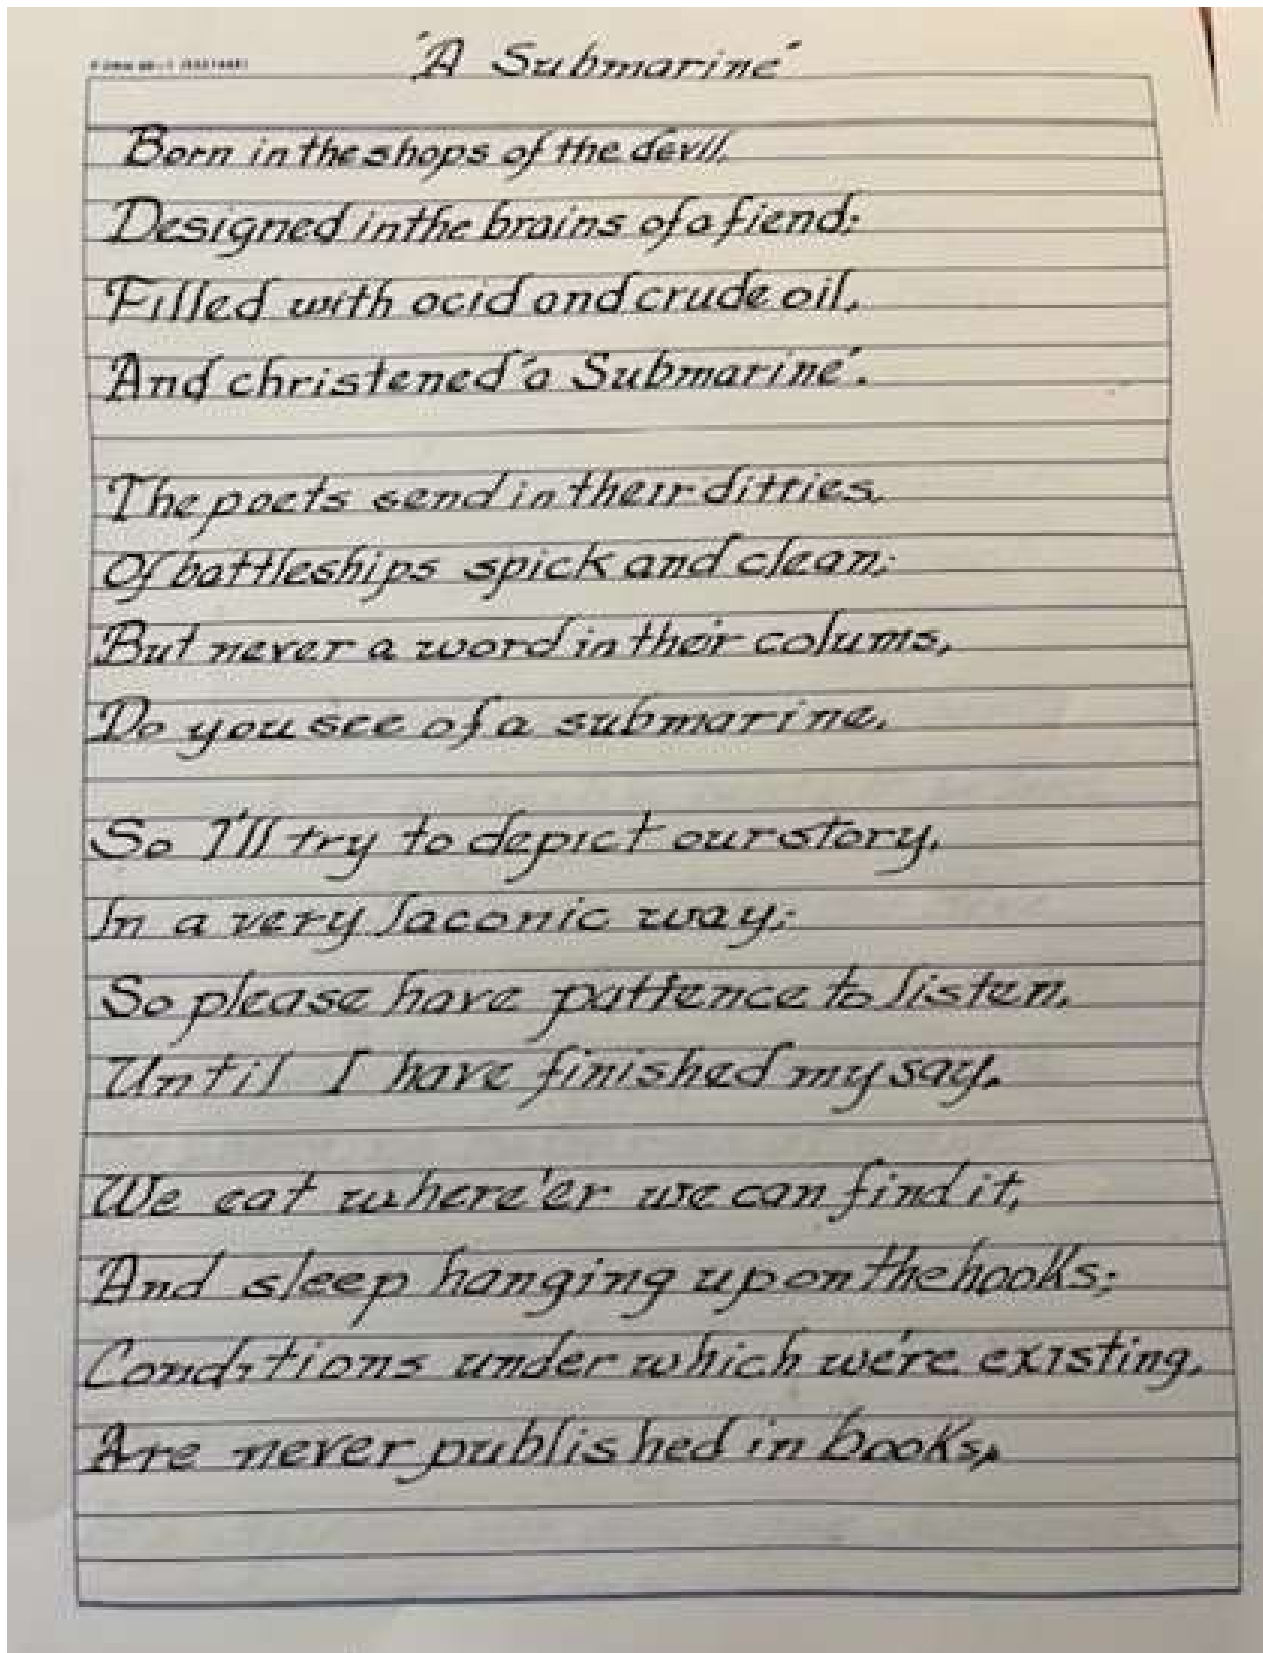 'A Submarine'
Born in the shops of the devil,
Designed in the brains of a fiend;
Filled with acid and crude oil,
And christened 'a Submarine'.
The poets send in their ditties,
Of battleships spick and clean;
But never a word in their colums,
Do you see of a submarine.
So I'll try to depict our story,
In a very laconic way;
So please have pattence to listen,
Until I have finished my say.
We eat where'er we can find it,
And sleep hanging upon the hooks;
Conditions under which we're existing,
Are never published in books,